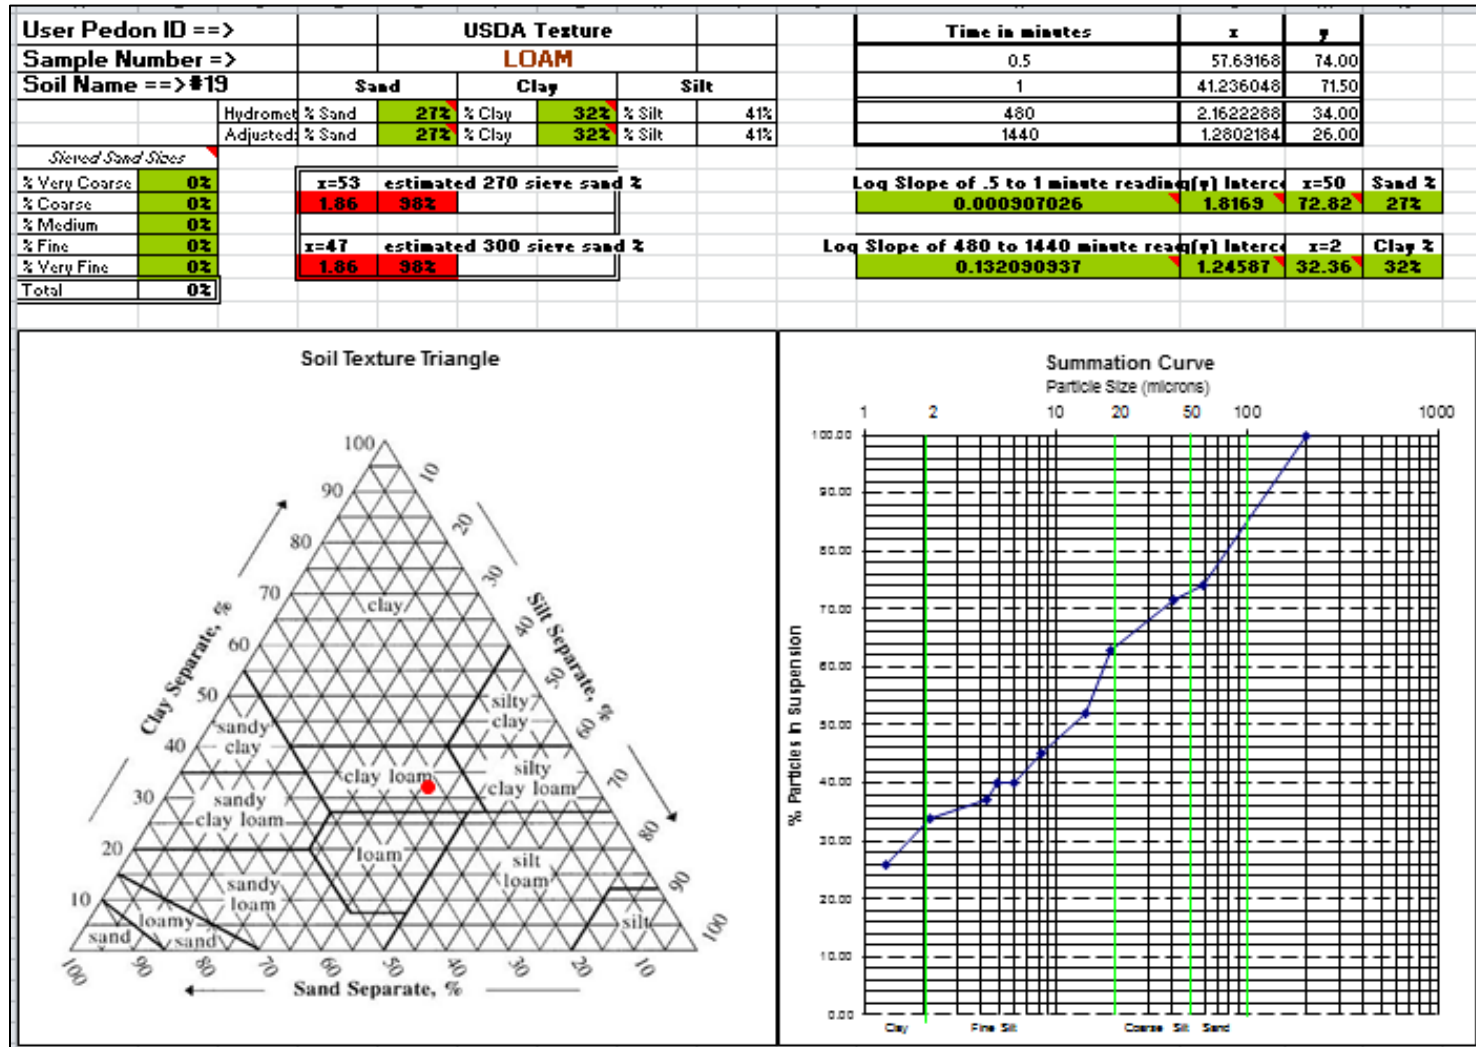 User Pedon ID ==> USDA Texture
Sample Number => LOAM
Soil Name ==>#19 Sand Clay Silt
Hydromet % Sand 27% % Clay 32% % Silt 41%
Adjusted: % Sand 27% % Clay 32% % Silt 41%
Sieved Sand Sizes
% Very Coarse 0%
% Coarse 0%
% Medium 0%
% Fine 0%
% Very Fine 0%
Total 0%
x=53 estimated 270 sieve sand %
1.86 98%
x=47 estimated 300 sieve sand %
1.86 98%
Time in minutes x y
0.5 57.69168 74.00
1 41.236048 71.50
480 2.1622288 34.00
1440 1.2802184 26.00
Log Slope of .5 to 1 minute reading (y) Interce x=50 Sand %
0.000907026 1.8169 72.82 27%
Log Slope of 480 to 1440 minute read (y) Interce x=2 Clay %
0.132090937 1.24587 32.36 32%
Soil Texture Triangle
100
90
80
70
60
50
40
30
20
10
Clay Separate, %
10
20
30
40
50
60
70
80
90
100
Silt Separate, %
clay
silty clay
sandy clay
clay loam
silty clay loam
sandy clay loam
loam
silt loam
sandy loam
loamy sand
sand
silt
100 90 80 70 60 50 40 30 20 10
Sand Separate, %
Summation Curve
Particle Size (microns)
1 2 10 20 50 100 1000
100.00
90.00
80.00
70.00
60.00
50.00
40.00
30.00
20.00
10.00
0.00
% Particles in Suspension
Clay Fine Silt Coarse Silt Sand